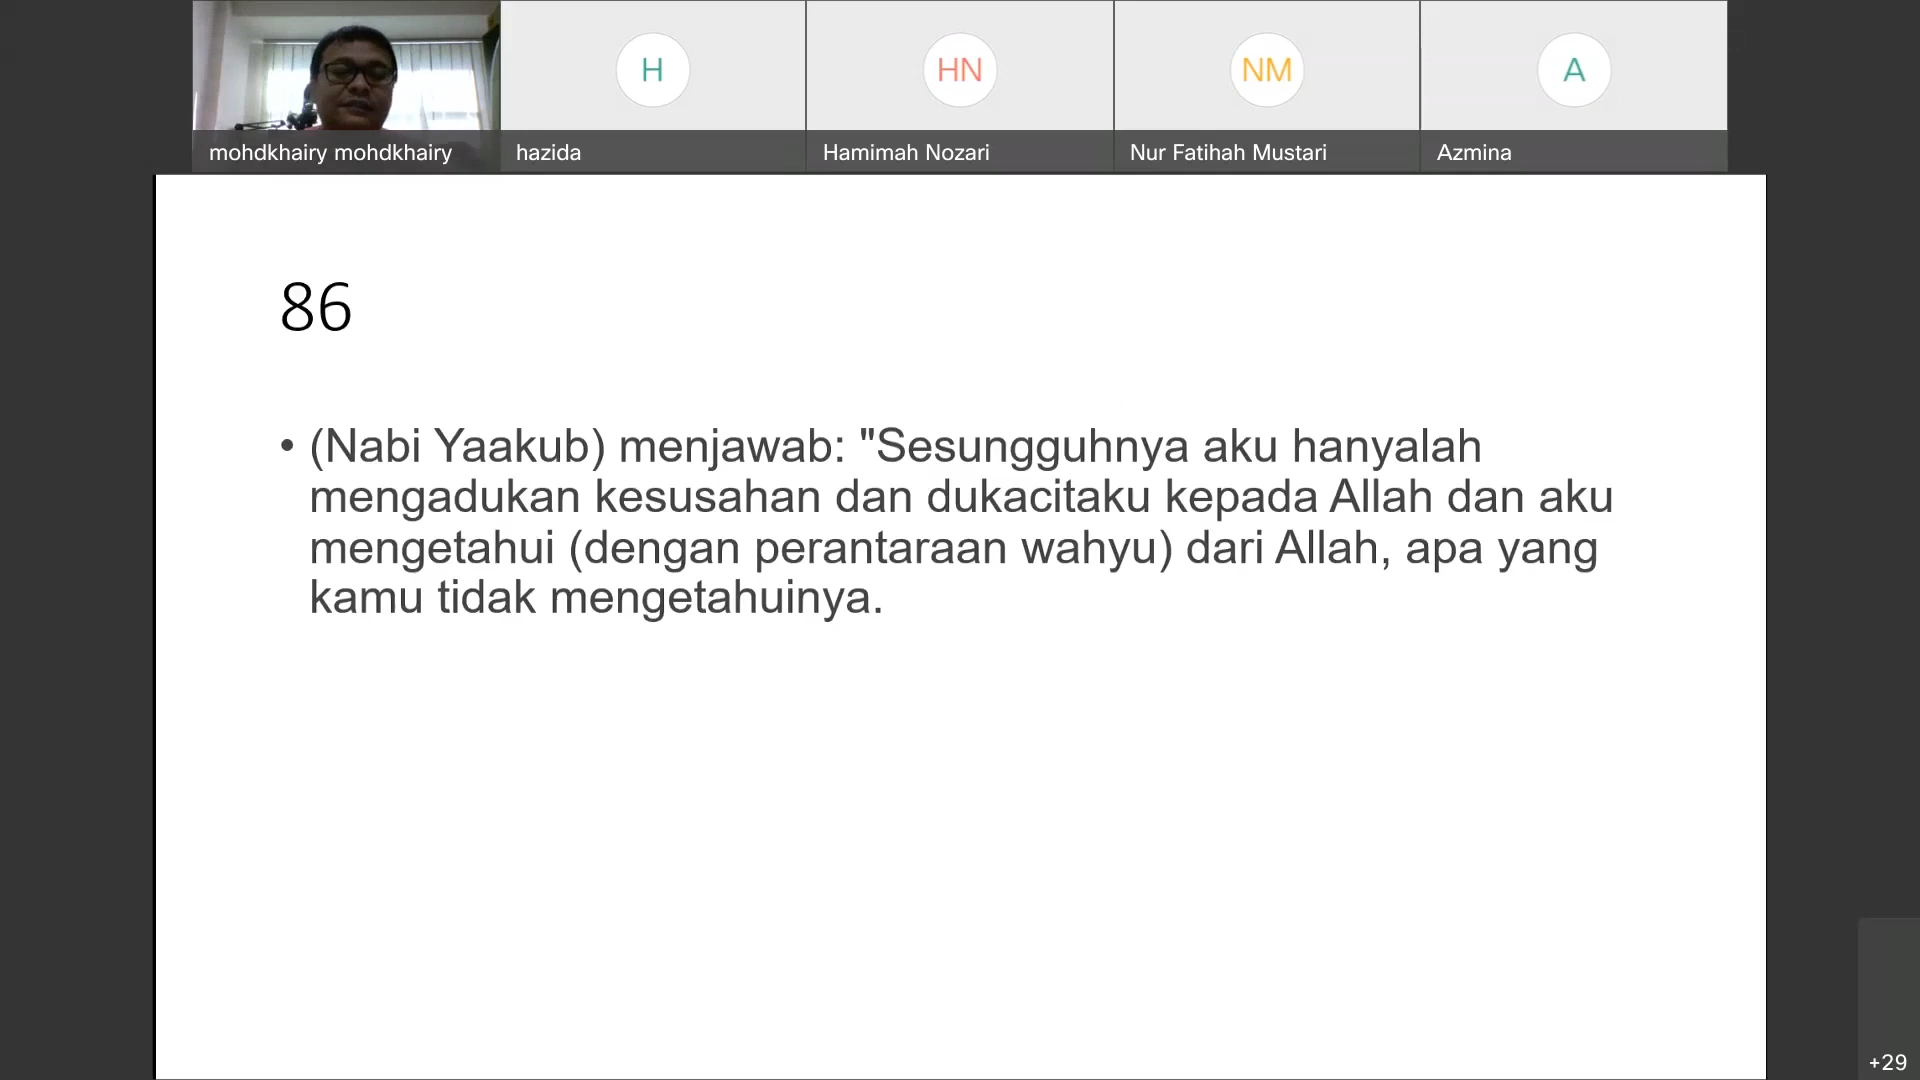 H
HN
NM
A
mohdkhairy mohdkhairy
hazida
Hamimah Nozari
Nur Fatihah Mustari
Azmina
86
• (Nabi Yaakub) menjawab: "Sesungguhnya aku hanyalah
mengadukan kesusahan dan dukacitaku kepada Allah dan aku
mengetahui (dengan perantaraan wahyu) dari Allah, apa yang
kamu tidak mengetahuinya.
+29